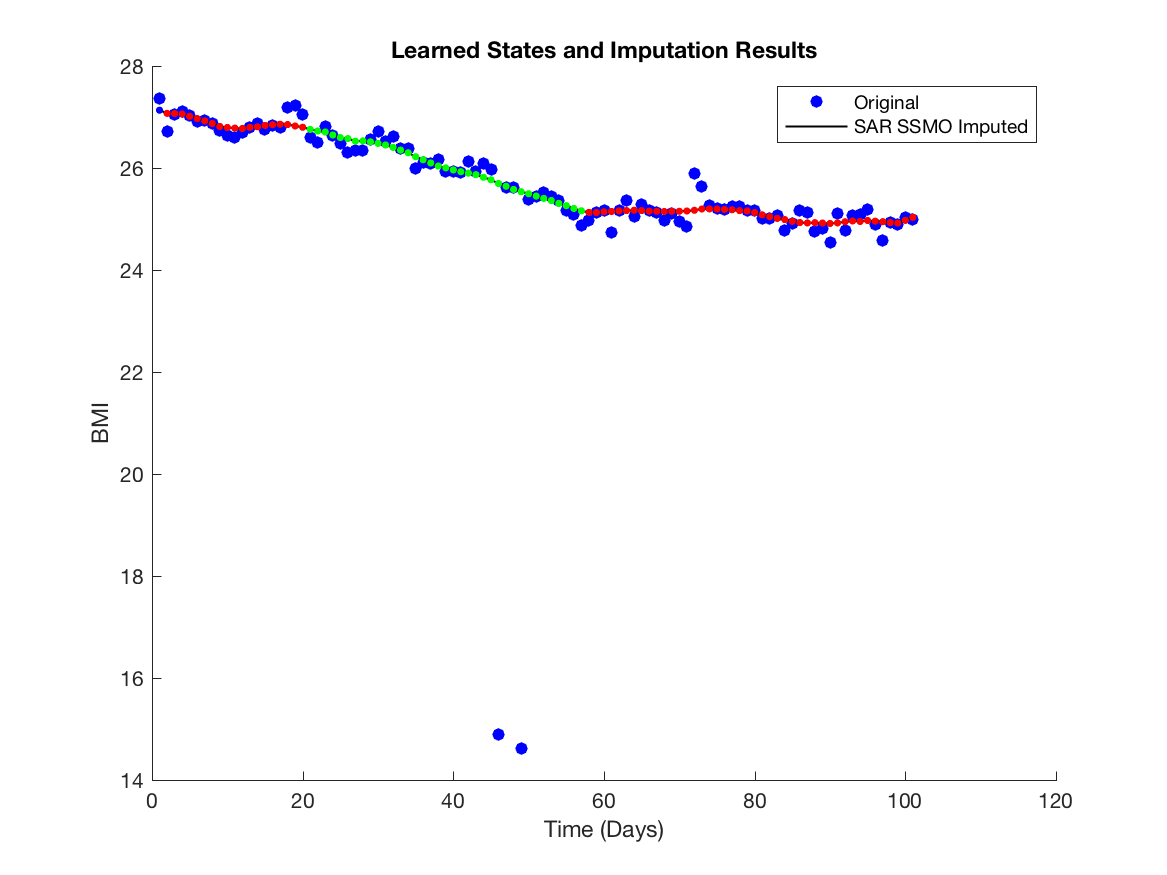 Learned States and Imputation Results
28
26
24
22
20
18
16
14
BMI
Original
SAR SSMO Imputed
0 20 40 60 80 100 120
Time (Days)